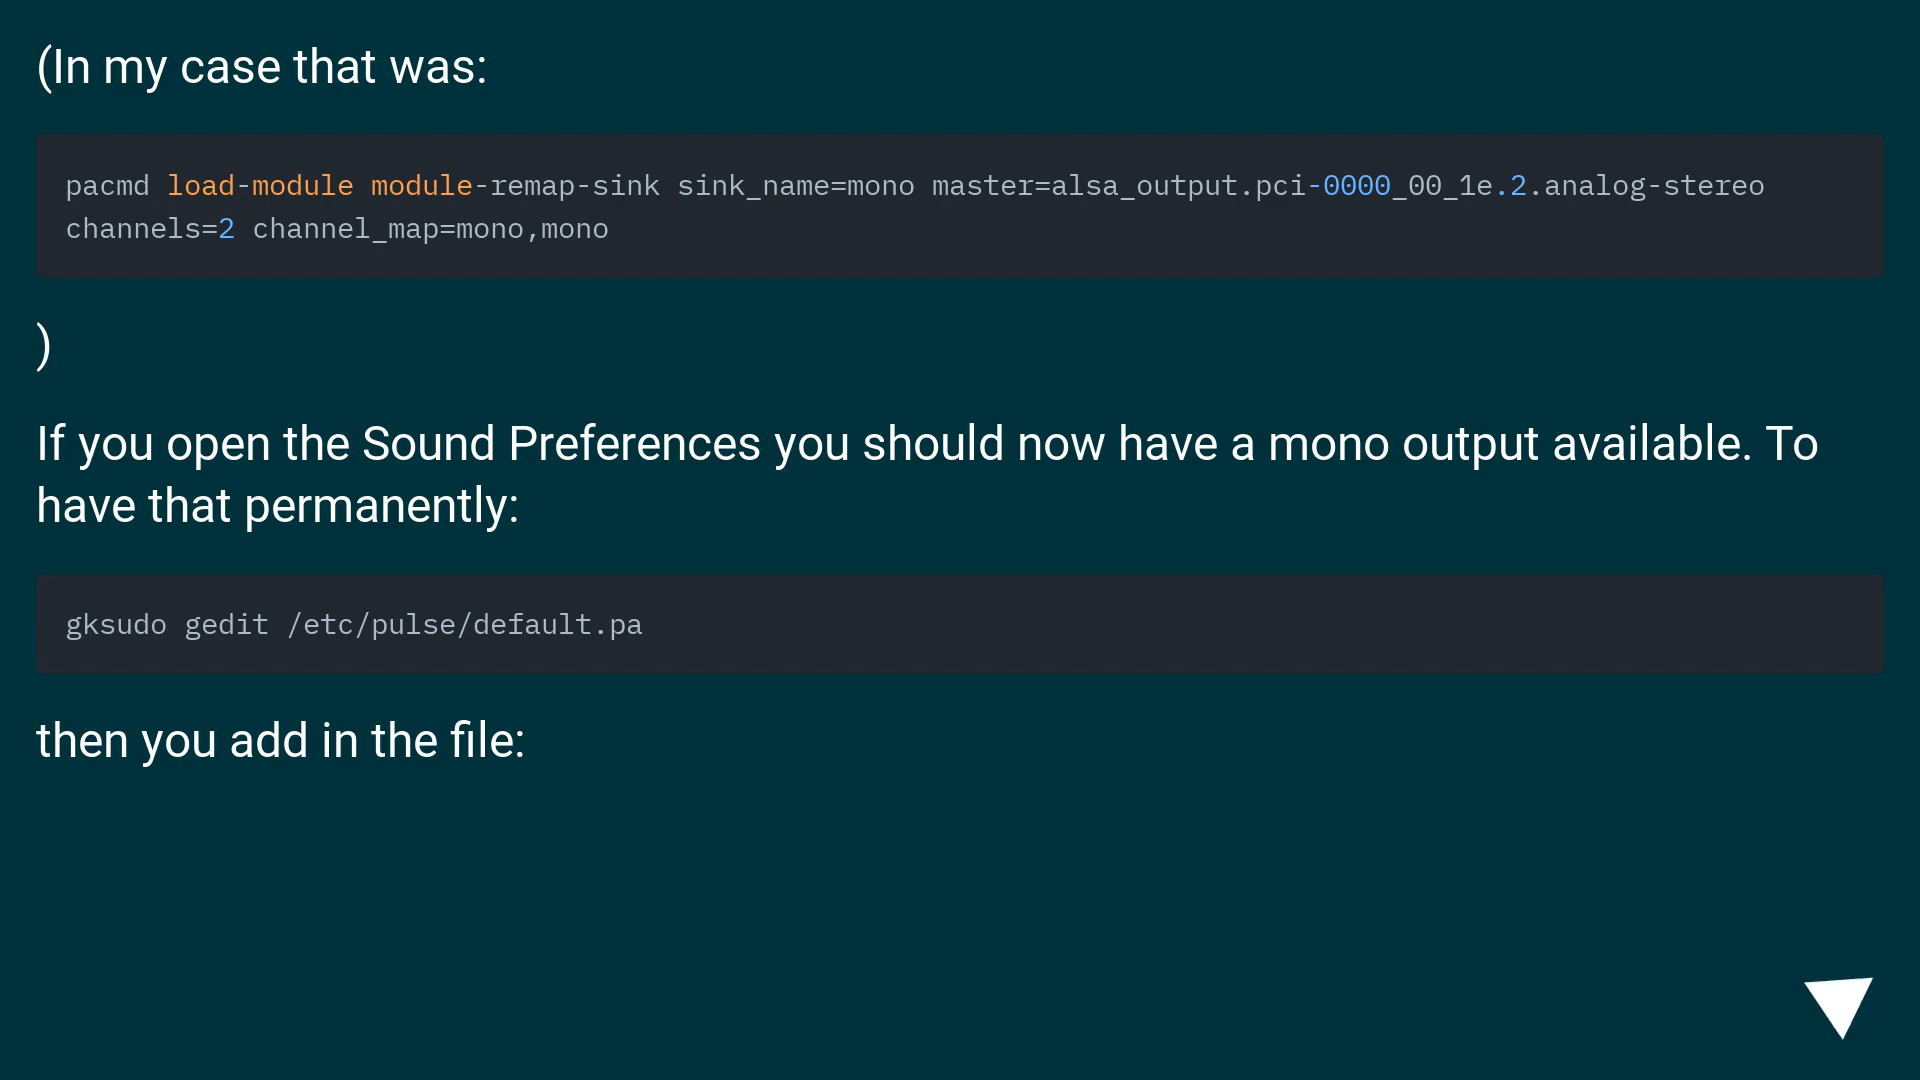 (In my case that was:
pacmd load-module module-remap-sink sink_name=mono master=alsa_output.pci-0000_00_1e.2.analog-stereo
channels=2 channel_map=mono,mono
)
If you open the Sound Preferences you should now have a mono output available. To
have that permanently:
gksudo gedit /etc/pulse/default.pa
then you add in the file: